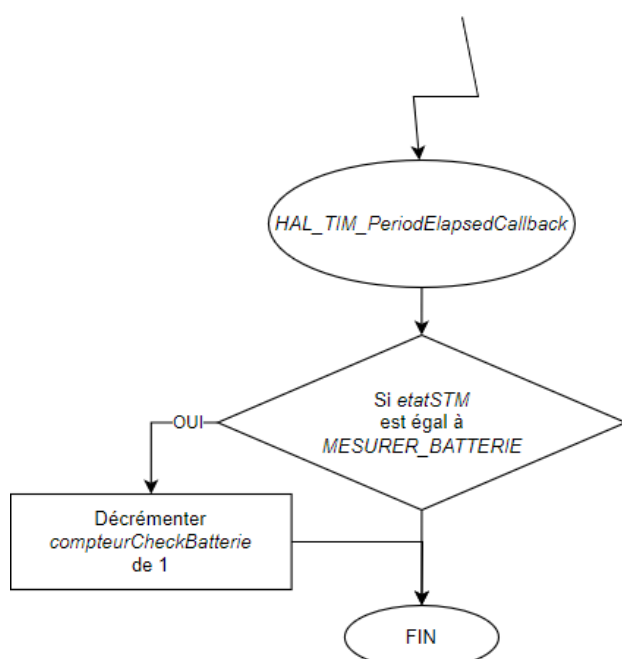 HAL_TIM_PeriodElapsedCallback
Si etatSTM
est égal à
MESURER_BATTERIE
OUI
Décrémenter
compteurCheckBatterie
de 1
FIN